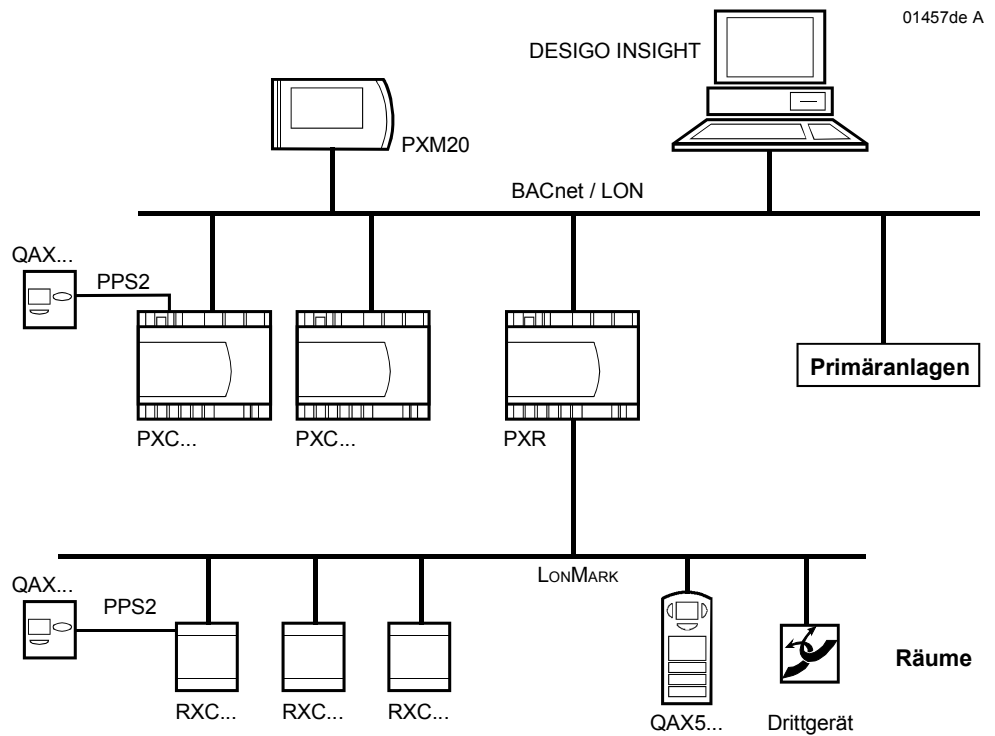 01457de A
DESIGO INSIGHT
PXM20
BACnet / LON
QAX...
PPS2
Primäranlagen
PXC...
PXC...
PXR
LONMARK
QAX...
PPS2
Räume
RXC...
RXC...
RXC...
QAX5...
Drittgerät